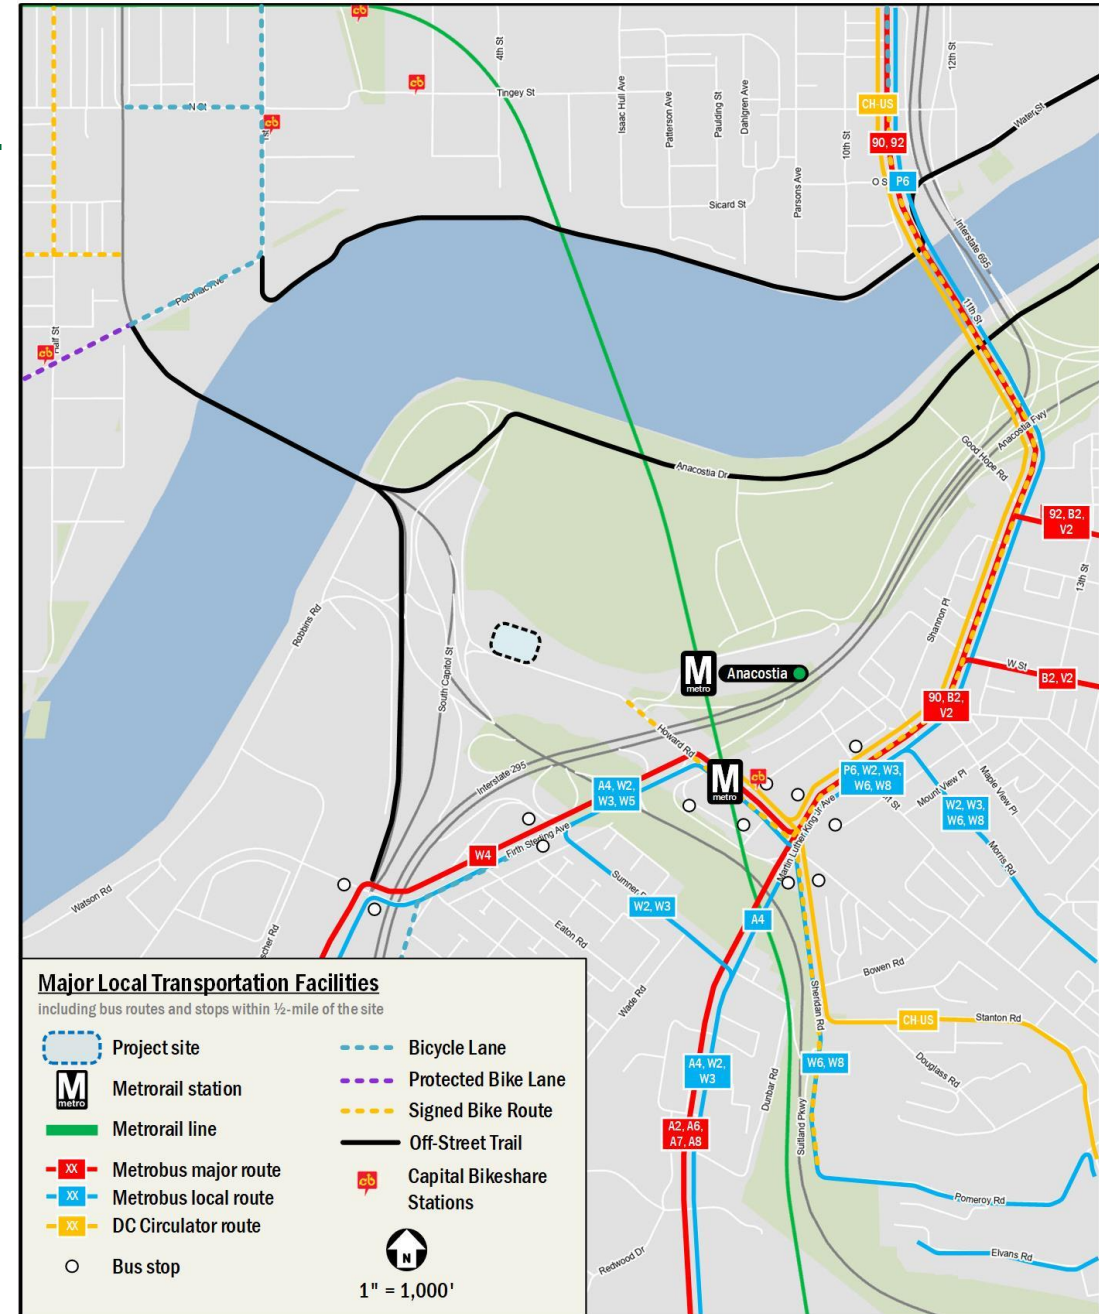 4th St
12th St
Tingey St
Isaac Hull Ave
Patterson Ave
Paulding St
Dahlgren Ave
CH-US
N St
1st St
10th St
Water St
90, 92
O S
P6
Parsons Ave
Sicard St
Interstate 695
Potomac Ave
11th St
Half St
Anacostia Fwy
Good Hope Rd
Anacostia Dr
92, B2,
V2
13th St
Robbins Rd
Shannon Pl
South Capitol St
W St
M
metro
Anacostia
B2, V2
90, B2,
V2
Howard Rd
Interstate 295
M
metro
A4, W2,
W3, W5
P6, W2, W3,
W6, W8
Mount View Pl
Maple View Pl
W2, W3,
W6, W8
Martin Luther King Jr Ave
Firth Sterling Ave
W4
Morris Rd
Watson Rd
Sumner
W2, W3
A4
Eaton Rd
Bowen Rd
Wade Rd
Sheridan Rd
CH-US
Stanton Rd
A4, W2,
W3
W6, W8
Douglass Rd
Dunbar Rd
Suitland Pkwy
A2, A6,
A7, A8
Pomeroy Rd
Redwood Dr
Elvans Rd
Major Local Transportation Facilities
including bus routes and stops within ½-mile of the site
Project site
M
metro
Metrorail station
Metrorail line
XX
Metrobus major route
XX
Metrobus local route
XX
DC Circulator route
Bus stop
Bicycle Lane
Protected Bike Lane
Signed Bike Route
Off-Street Trail
cb
Capital Bikeshare
Stations
N
1" = 1,000'